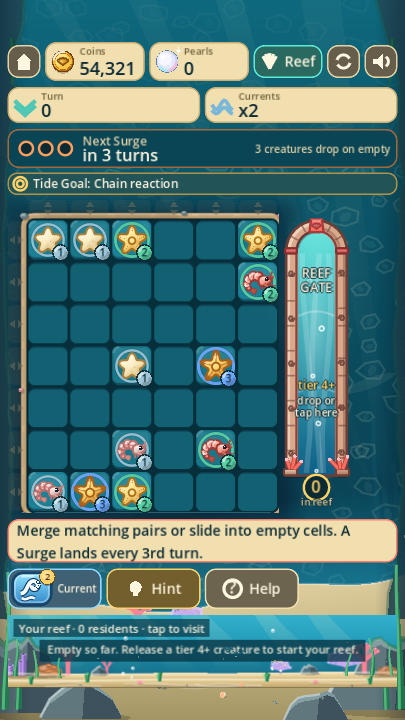 Coins
54,321
Pearls
0
Reef
Turn
0
Currents
x2
Next Surge
in 3 turns
3 creatures drop on empty
Tide Goal: Chain reaction
1
1
2
2
2
1
3
1
2
1
3
2
REEF
GATE
tier 4+
drop or
tap here
0
in reef
Merge matching pairs or slide into empty cells. A
Surge lands every 3rd turn.
2
Current
Hint
? Help
Your reef · 0 residents · tap to visit
Empty so far. Release a tier 4+ creature to start your reef.